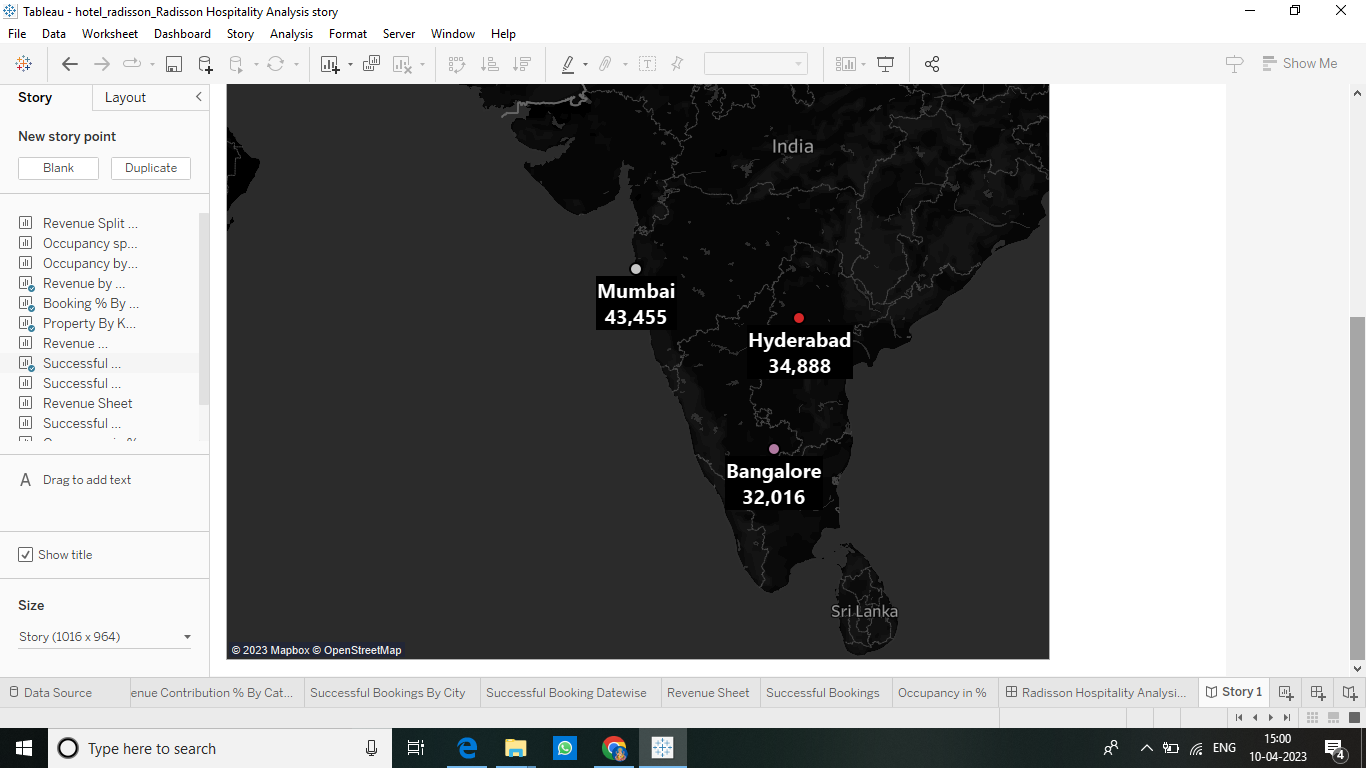 Tableau - hotel_radisson_Radisson Hospitality Analysis story
File Data Worksheet Dashboard Story Analysis Format Server Window Help
Show Me
Story Layout
New story point
Blank Duplicate
Revenue Split ...
Occupancy sp...
Occupancy by...
Revenue by ...
Booking % By ...
Property By K...
Revenue ...
Successful ...
Successful ...
Revenue Sheet
Successful ...
A Drag to add text
Show title
Size
Story (1016 x 964)
India
Mumbai
43,455
Hyderabad
34,888
Bangalore
32,016
Sri Lanka
© 2023 Mapbox © OpenStreetMap
Data Source enue Contribution % By Cat... Successful Bookings By City Successful Booking Datewise Revenue Sheet Successful Bookings Occupancy in % Radisson Hospitality Analysi... Story 1
Type here to search
ENG
15:00
10-04-2023
4